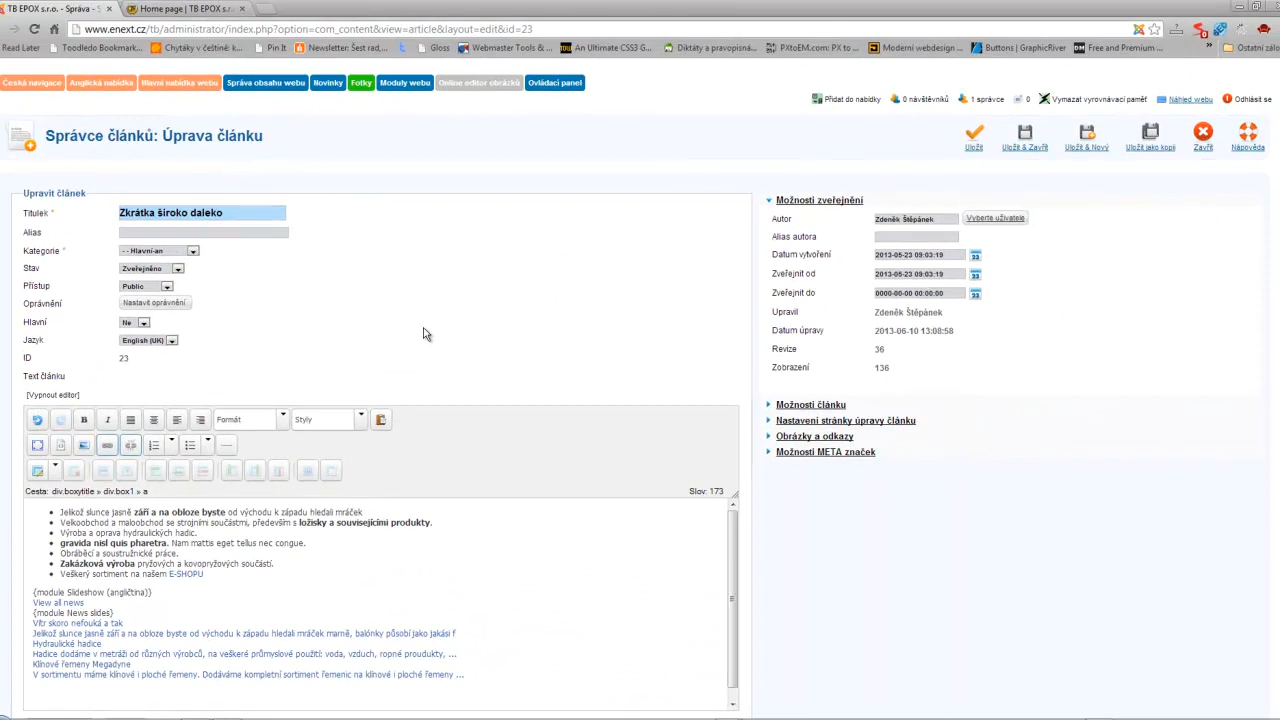 TB EPOX s.r.o. - Správa - S
Home page | TB EPOX s.r.o.
www.enext.cz/tb/administrator/index.php?option=com_content&view=article&layout=edit&id=23
Read Later
Toodledo Bookmark...
Chytáky v češtině: k...
Pin It
Newsletter: Šest rad,...
Gloss
Webmaster Tools & ...
An Ultimate CSS3 G...
Diktáty a pravopisná...
PXtoEM.com: PX to ...
Moderní webdesign ...
Buttons | GraphicRiver
Free and Premium ...
Ostatní zálo
Česká navigace
Anglická nabídka
Hlavní nabídka webu
Správa obsahu webu
Novinky
Fotky
Moduly webu
Online editor obrázků
Ovládací panel
Přidat do nabídky
0 návštěvníků
1 správce
0
Vymazat vyrovnávací paměť
Náhled webu
Odhlásit se
Správce článků: Úprava článku
Uložit
Uložit & Zavřít
Uložit & Nový
Uložit jako kopii
Zavřít
Nápověda
Upravit článek
Titulek * Zkrátka široko daleko
Alias
Kategorie * - - Hlavní-an
Stav Zveřejněno
Přístup Public
Oprávnění Nastavit oprávnění
Hlavní Ne
Jazyk English (UK)
ID 23
Text článku
[Vypnout editor]
Formát
Styly
Cesta: div.boxytitle » div.box1 » a
Slov: 173
Jelikož slunce jasně září a na obloze byste od východu k západu hledali mráček
Velkoobchod a maloobchod se strojními součástmi, především s ložisky a souvisejícími produkty.
Výroba a oprava hydraulických hadic.
gravida nisl quis pharetra. Nam mattis eget tellus nec congue.
Obráběcí a soustružnické práce.
Zakázková výroba pryžových a kovopryžových součástí.
Veškerý sortiment na našem E-SHOPU
{module Slideshow (angličtina)}
View all news
{module News slides}
Vítr skoro nefouká a tak
Jelikož slunce jasně září a na obloze byste od východu k západu hledali mráček marně, balónky působí jako jakási f
Hydraulické hadice
Hadice dodáme v metráži od různých výrobců, na veškeré průmyslové použití: voda, vzduch, ropné proudukty, ...
Klínové řemeny Megadyne
V sortimentu máme klínové i ploché řemeny. Dodáváme kompletní sortiment řemenic na klínové i ploché řemeny ...
Možnosti zveřejnění
Autor Zdeněk Štěpánek Vyberte uživatele
Alias autora
Datum vytvoření 2013-05-23 09:03:19
Zveřejnit od 2013-05-23 09:03:19
Zveřejnit do 0000-00-00 00:00:00
Upravil Zdeněk Štěpánek
Datum úpravy 2013-06-10 13:08:58
Revize 36
Zobrazení 136
Možnosti článku
Nastavení stránky úpravy článku
Obrázky a odkazy
Možnosti META značek